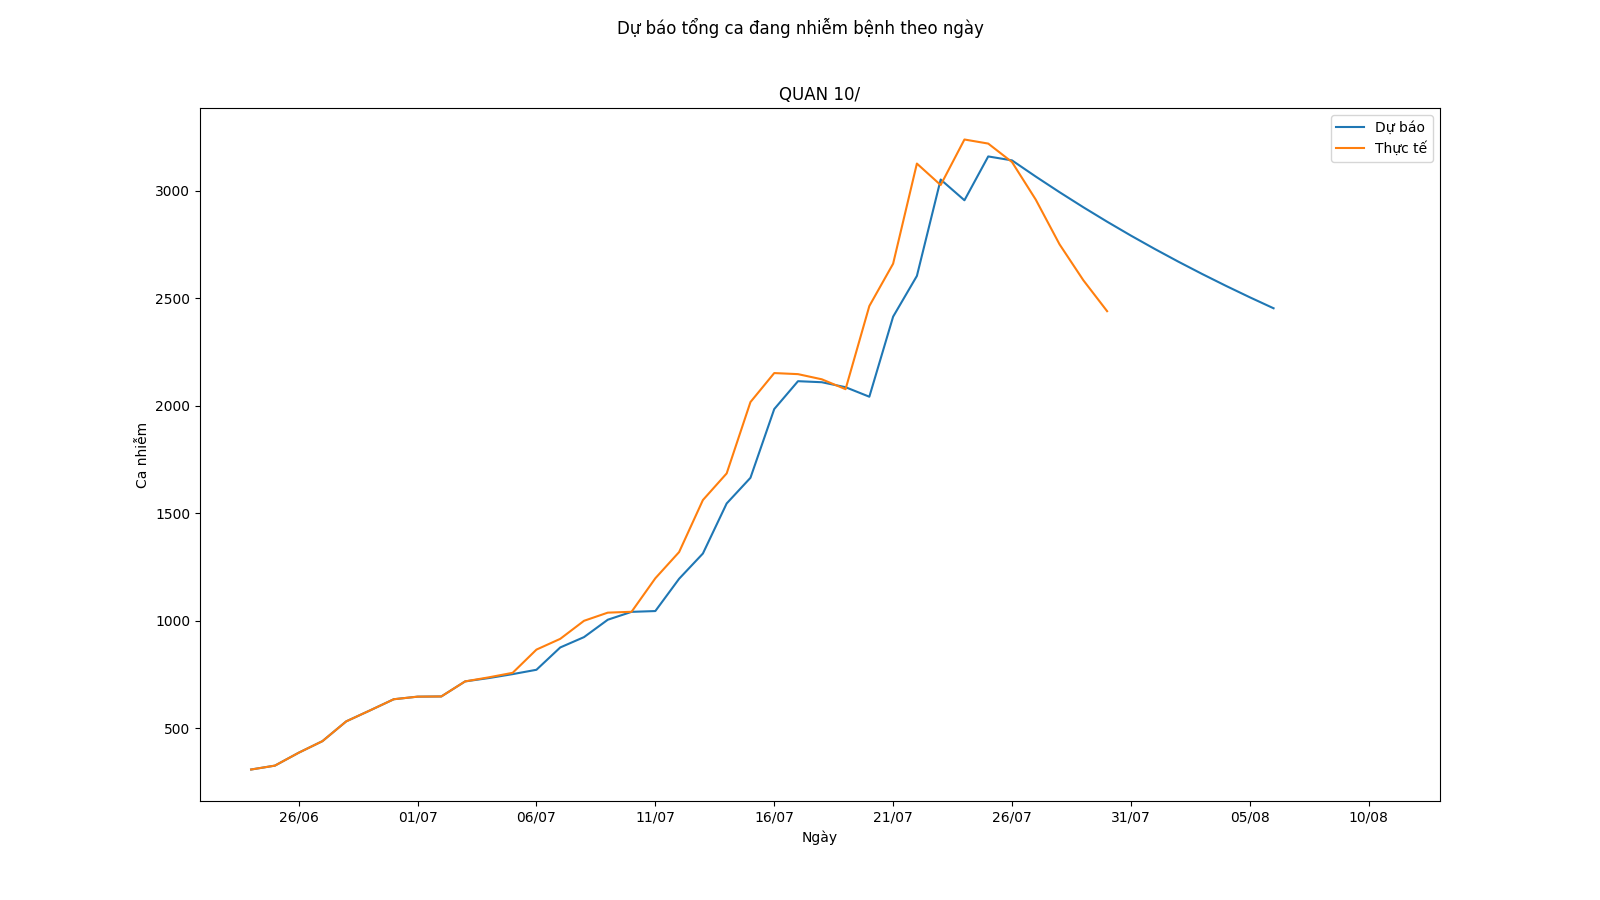 Dự báo tổng ca đang nhiễm bệnh theo ngày
QUAN 10/
Dự báo
Thực tế
3000
2500
2000
1500
1000
500
Ca nhiễm
26/06 01/07 06/07 11/07 16/07 21/07 26/07 31/07 05/08 10/08
Ngày